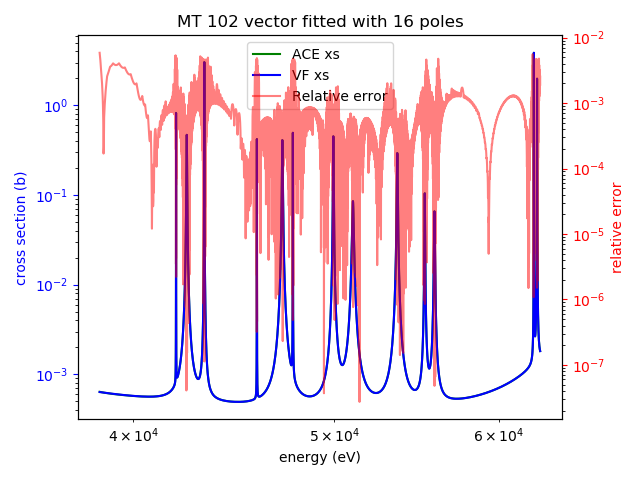 MT 102 vector fitted with 16 poles
ACE xs
VF xs
Relative error
cross section (b)
10^0
10^-1
10^-2
10^-3
relative error
10^-2
10^-3
10^-4
10^-5
10^-6
10^-7
4 × 10^4
5 × 10^4
6 × 10^4
energy (eV)